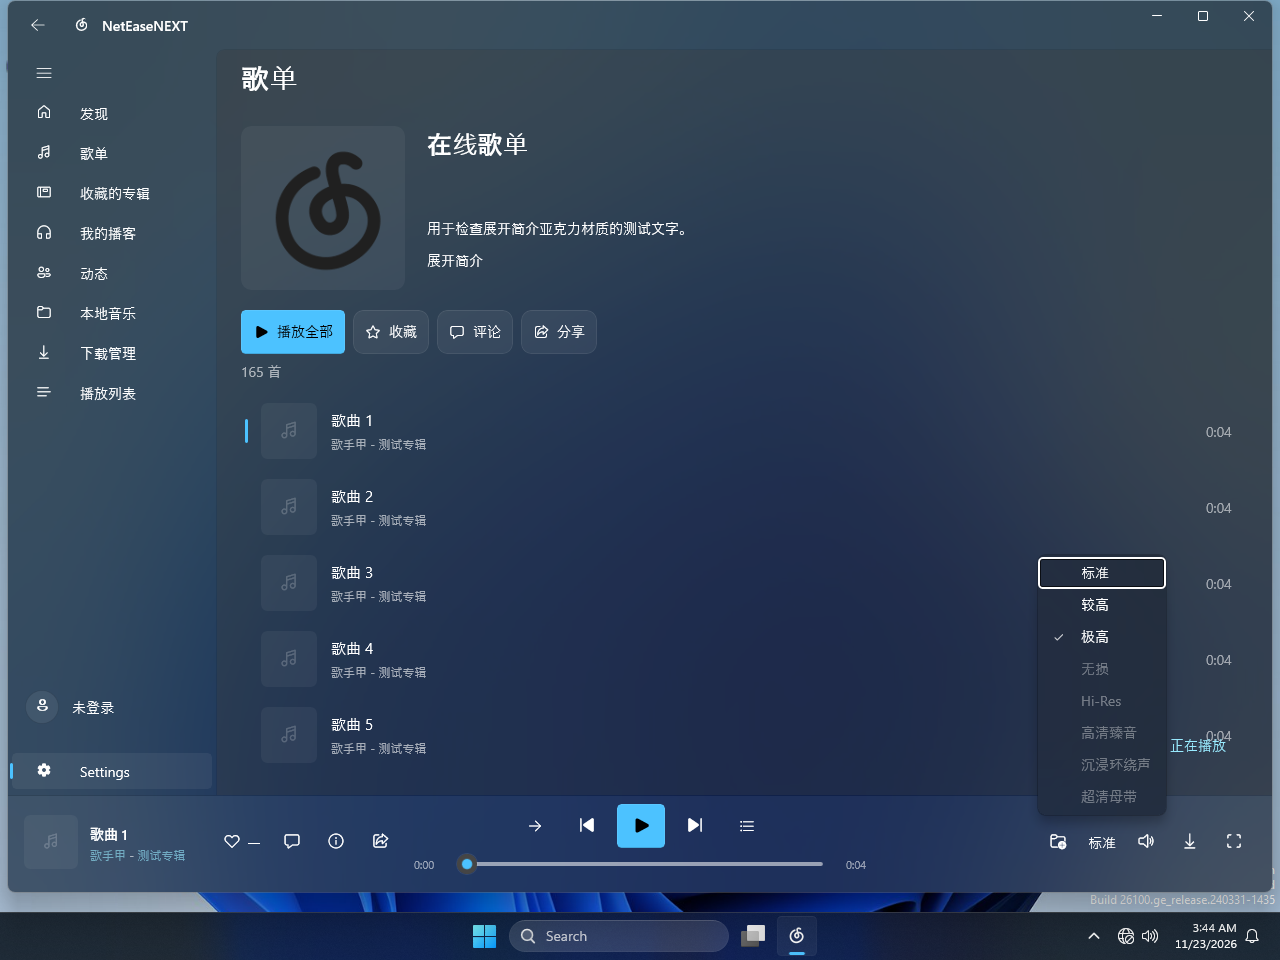 NetEaseNEXT
发现
歌单
收藏的专辑
我的播客
动态
本地音乐
下载管理
播放列表
未登录
Settings
歌单
在线歌单
用于检查展开简介亚克力材质的测试文字。
展开简介
播放全部
收藏
评论
分享
165 首
歌曲 1
歌手甲 - 测试专辑
0:04
歌曲 2
歌手甲 - 测试专辑
0:04
歌曲 3
歌手甲 - 测试专辑
0:04
歌曲 4
歌手甲 - 测试专辑
0:04
歌曲 5
歌手甲 - 测试专辑
0:04
正在播放
标准
较高
极高
无损
Hi-Res
高清臻音
沉浸环绕声
超清母带
歌曲 1
歌手甲 - 测试专辑
0:00
0:04
标准
Build 26100.ge_release.240331-1435
Search
3:44 AM
11/23/2026